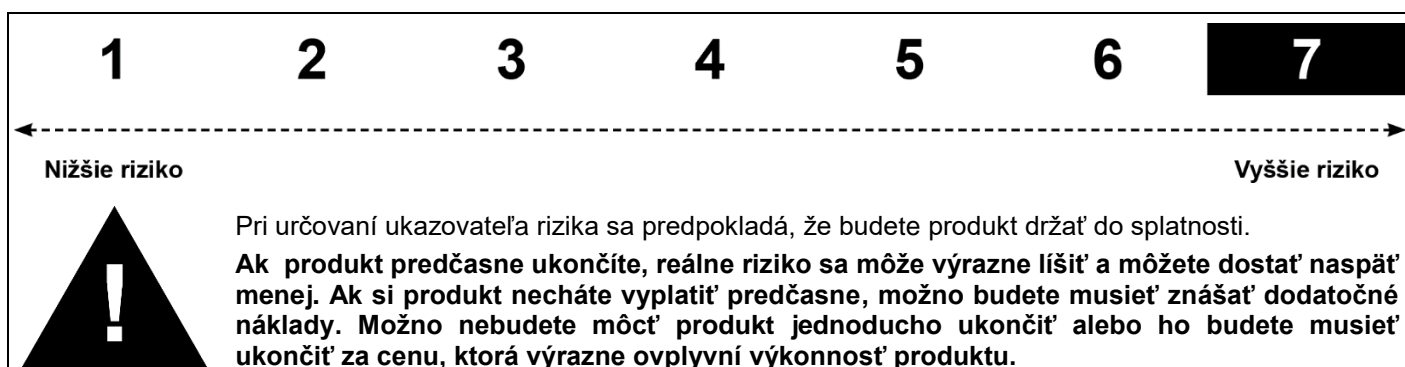 1 2 3 4 5 6 7
Nižšie riziko Vyššie riziko
Pri určovaní ukazovateľa rizika sa predpokladá, že budete produkt držať do splatnosti.
Ak produkt predčasne ukončíte, reálne riziko sa môže výrazne líšiť a môžete dostať naspäť
menej. Ak si produkt necháte vyplatiť predčasne, možno budete musieť znášať dodatočné
náklady. Možno nebudete môcť produkt jednoducho ukončiť alebo ho budete musieť
ukončiť za cenu, ktorá výrazne ovplyvní výkonnosť produktu.
!